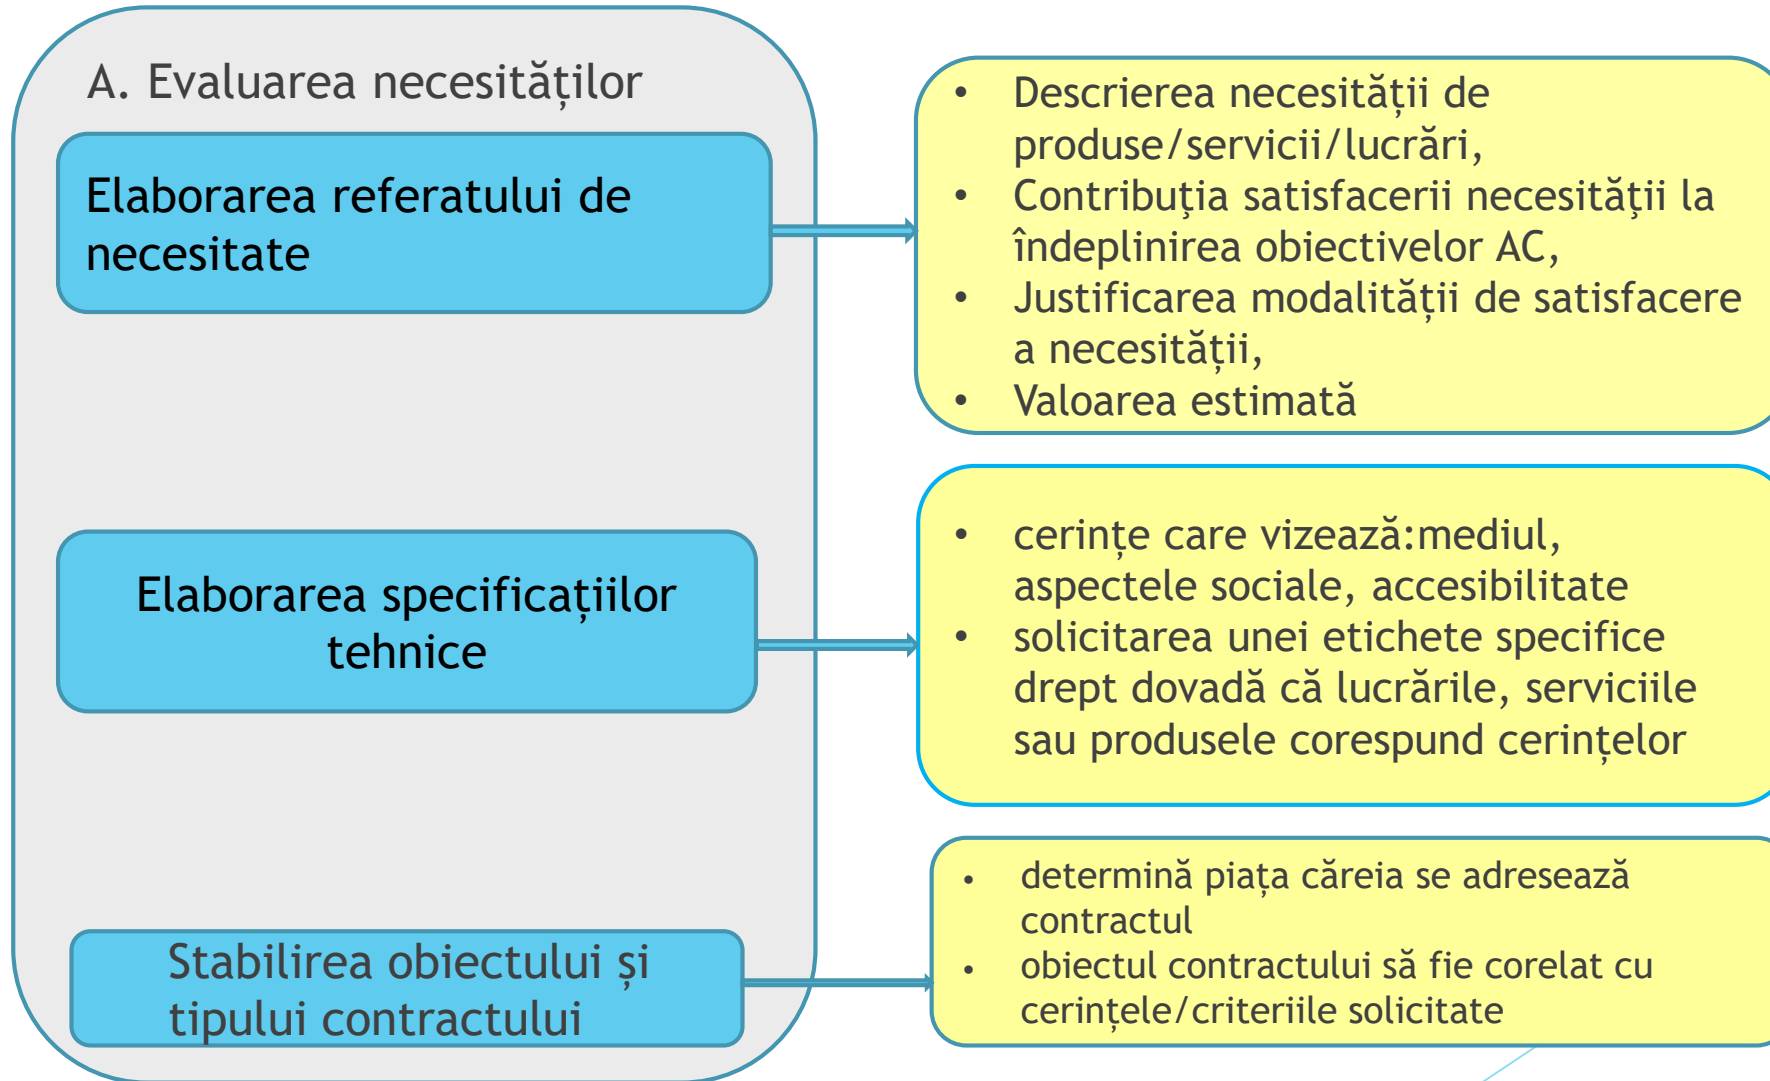 A. Evaluarea necesităților
Elaborarea referatului de
necesitate
• Descrierea necesității de
produse/servicii/lucrări,
• Contribuţia satisfacerii necesităţii la
îndeplinirea obiectivelor AC,
• Justificarea modalității de satisfacere
a necesității,
• Valoarea estimată
Elaborarea specificațiilor
tehnice
• cerințe care vizează:mediul,
aspectele sociale, accesibilitate
• solicitarea unei etichete specifice
drept dovadă că lucrările, serviciile
sau produsele corespund cerințelor
Stabilirea obiectului și
tipului contractului
• determină piața căreia se adresează
contractul
• obiectul contractului să fie corelat cu
cerințele/criteriile solicitate